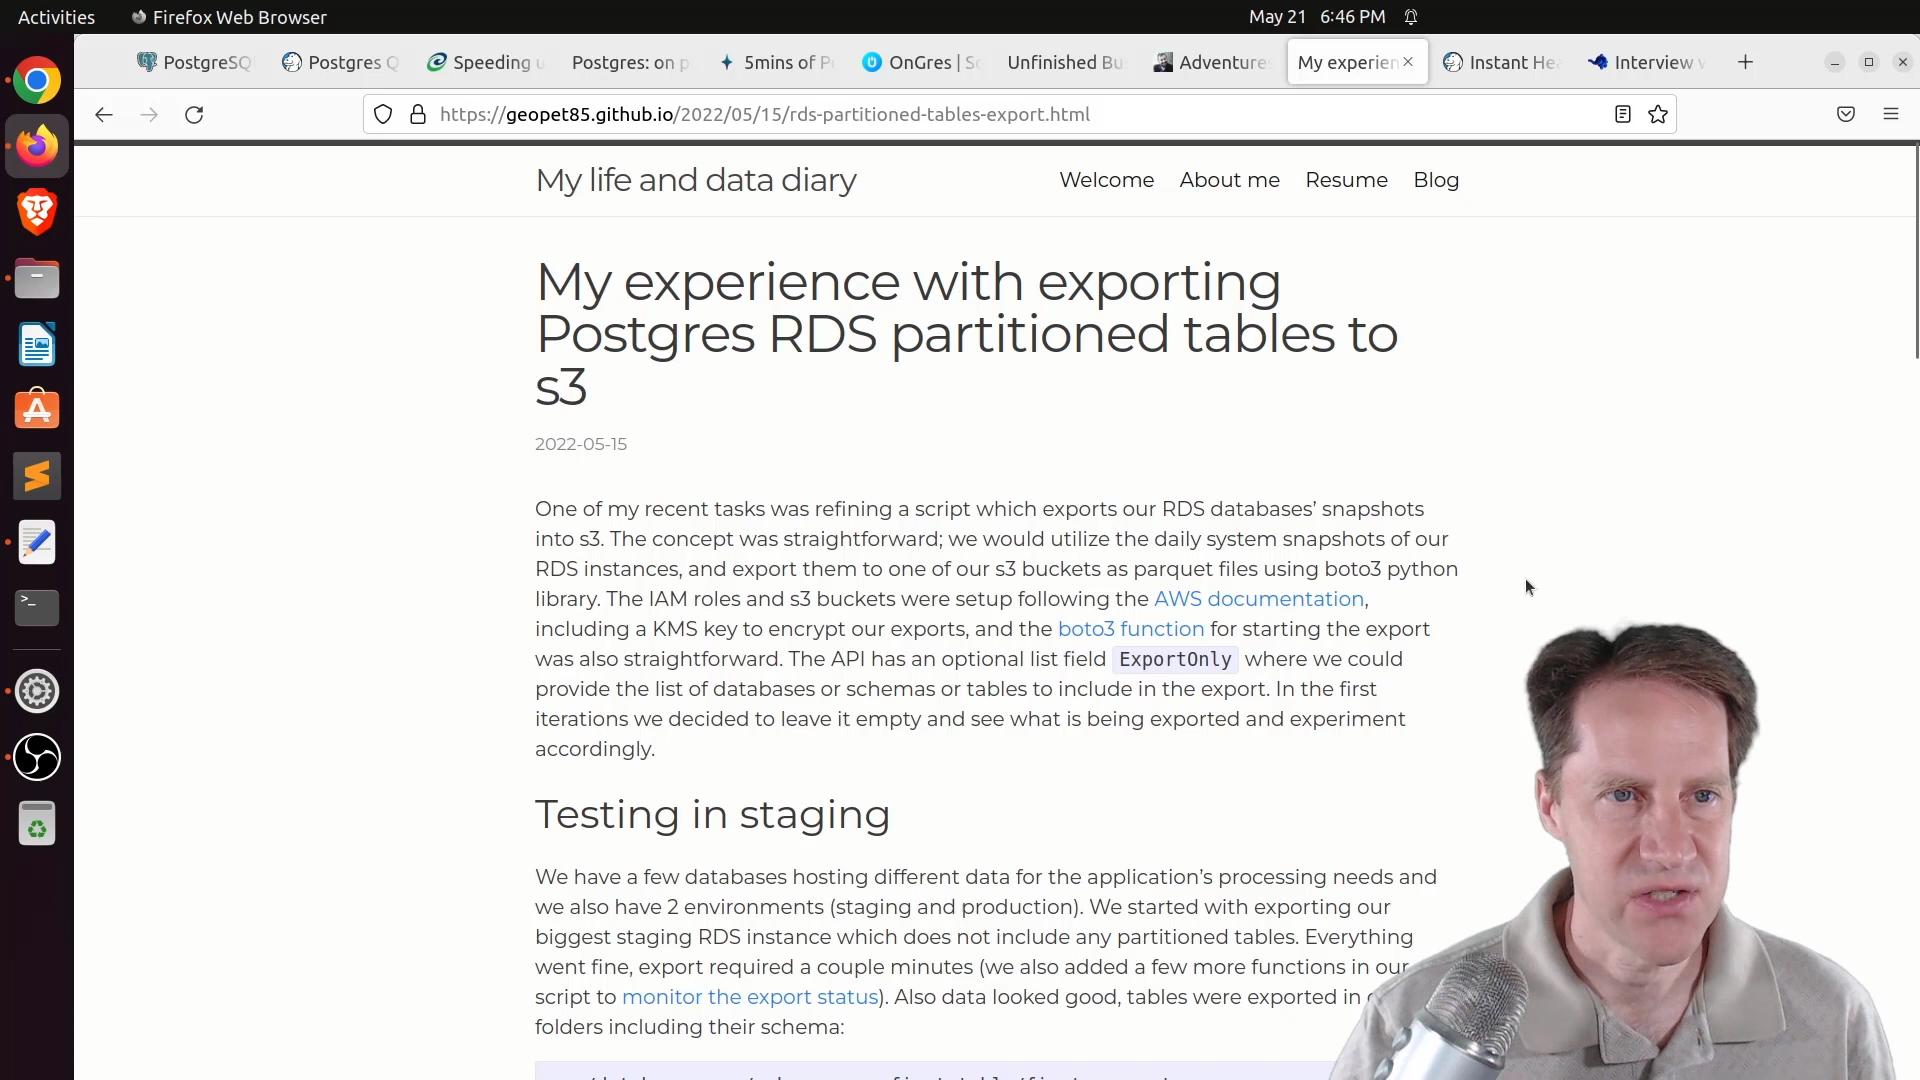 Activities
Firefox Web Browser
May 21 6:46 PM
PostgreSQ
Postgres Q
Speeding u
Postgres: on p
5mins of P
OnGres | S
Unfinished Bu
Adventure
My experien
Instant He
Interview
https://geopet85.github.io/2022/05/15/rds-partitioned-tables-export.html
My life and data diary
Welcome
About me
Resume
Blog
My experience with exporting
Postgres RDS partitioned tables to
s3
2022-05-15
One of my recent tasks was refining a script which exports our RDS databases’ snapshots
into s3. The concept was straightforward; we would utilize the daily system snapshots of our
RDS instances, and export them to one of our s3 buckets as parquet files using boto3 python
library. The IAM roles and s3 buckets were setup following the AWS documentation,
including a KMS key to encrypt our exports, and the boto3 function for starting the export
was also straightforward. The API has an optional list field ExportOnly where we could
provide the list of databases or schemas or tables to include in the export. In the first
iterations we decided to leave it empty and see what is being exported and experiment
accordingly.
Testing in staging
We have a few databases hosting different data for the application’s processing needs and
we also have 2 environments (staging and production). We started with exporting our
biggest staging RDS instance which does not include any partitioned tables. Everything
went fine, export required a couple minutes (we also added a few more functions in our
script to monitor the export status). Also data looked good, tables were exported in
folders including their schema: